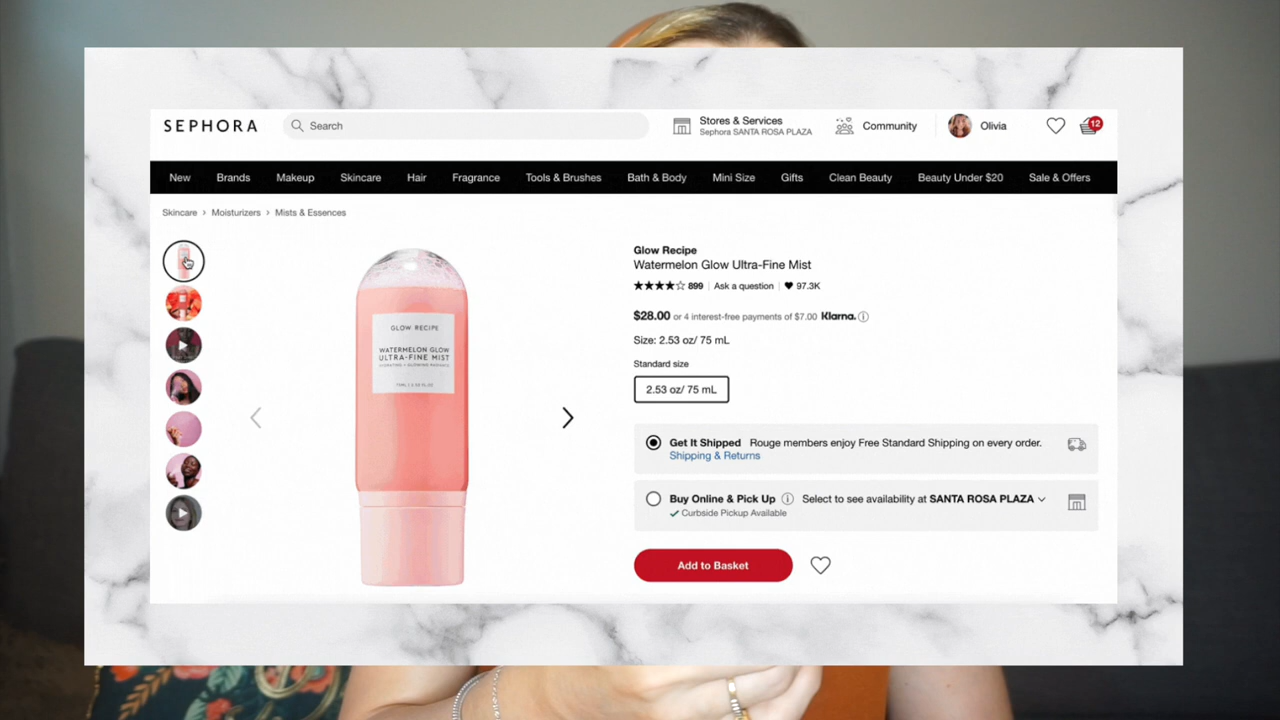 SEPHORA
Search
Stores & Services
Sephora SANTA ROSA PLAZA
Community
Olivia
12
New Brands Makeup Skincare Hair Fragrance Tools & Brushes Bath & Body Mini Size Gifts Clean Beauty Beauty Under $20 Sale & Offers
Skincare > Moisturizers > Mists & Essences
GLOW RECIPE
WATERMELON GLOW
ULTRA-FINE MIST
Glow Recipe
Watermelon Glow Ultra-Fine Mist
899 Ask a question 97.3K
$28.00 or 4 interest-free payments of $7.00 Klarna.
Size: 2.53 oz/ 75 mL
Standard size
2.53 oz/ 75 mL
Get It Shipped Rouge members enjoy Free Standard Shipping on every order.
Shipping & Returns
Buy Online & Pick Up Select to see availability at SANTA ROSA PLAZA
Curbside Pickup Available
Add to Basket